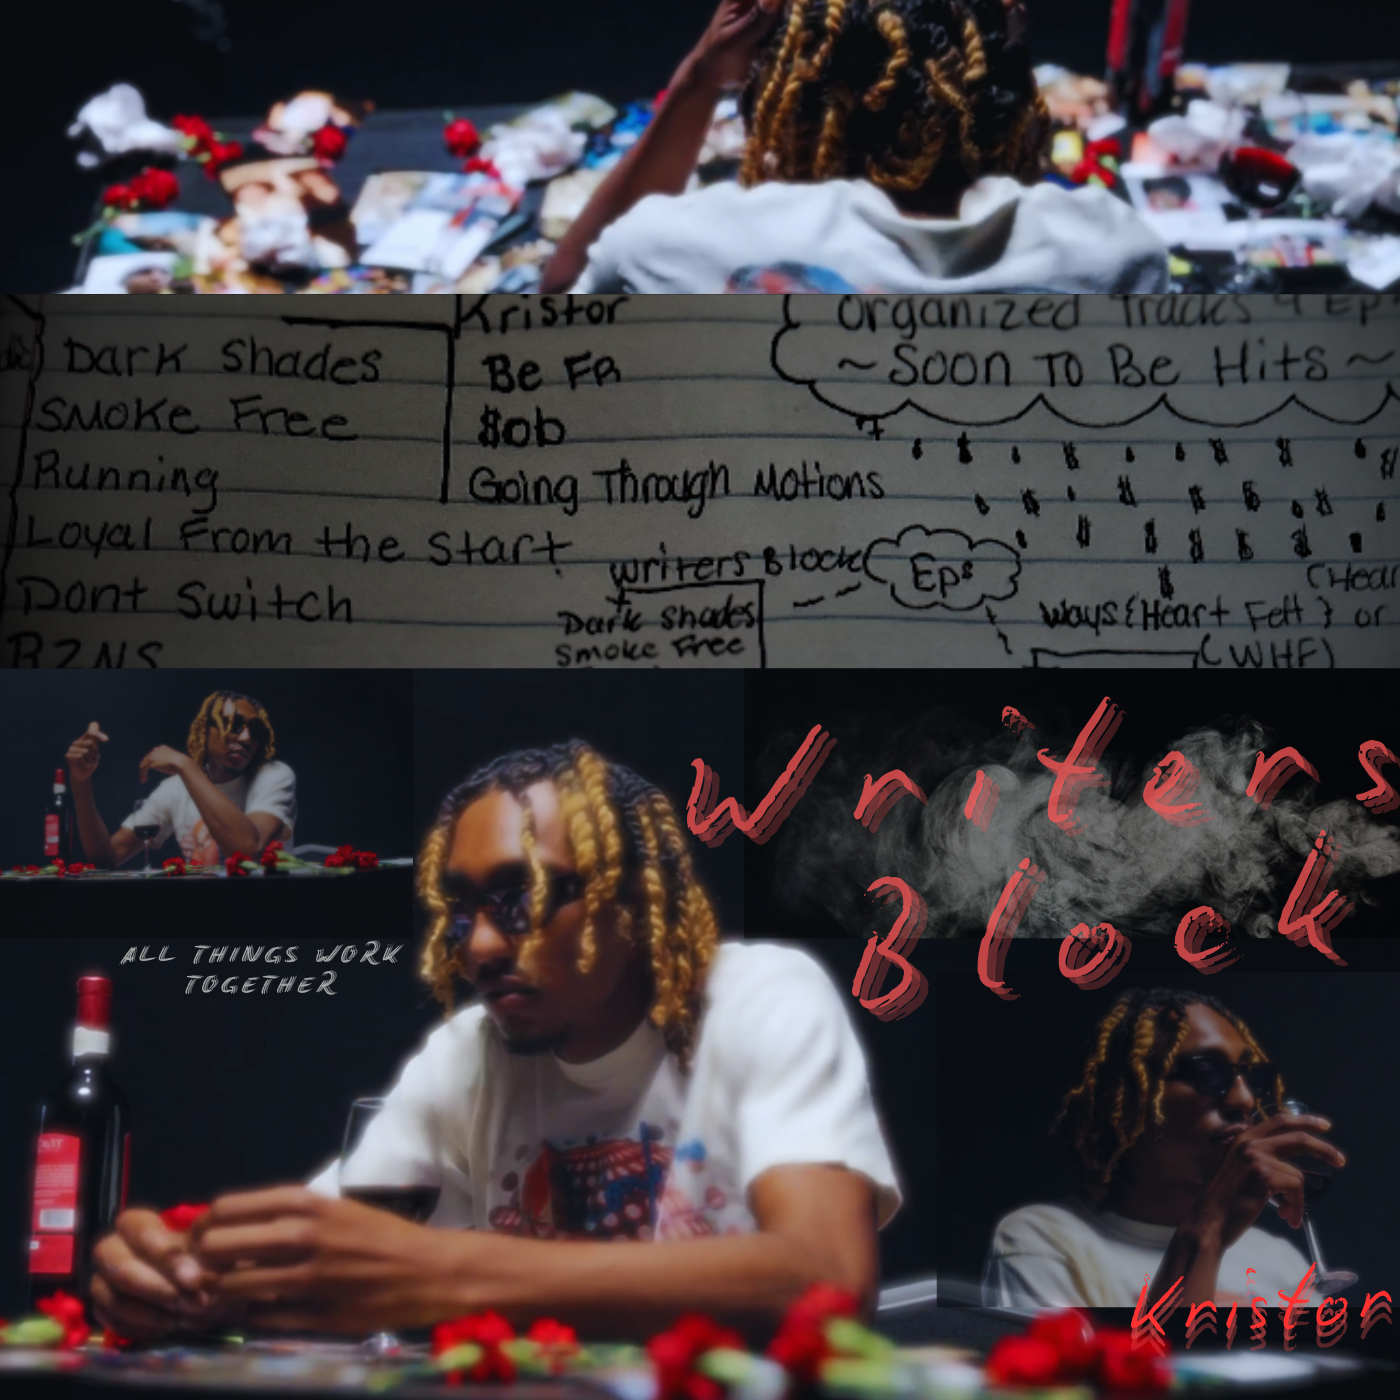 Kristor
Organized Tracks 4 Ep
Dark Shades
Be FR
~Soon To Be Hits~
Smoke Free
$ob
Running
Going Through Motions
Loyal From the Start
Writers Block
Ep's
Dont Switch
Dark Shades
Ways {Heart Felt} or
Smoke Free
(WHF)
BZNS
Writers
Block
ALL THINGS WORK
TOGETHER
Kristor